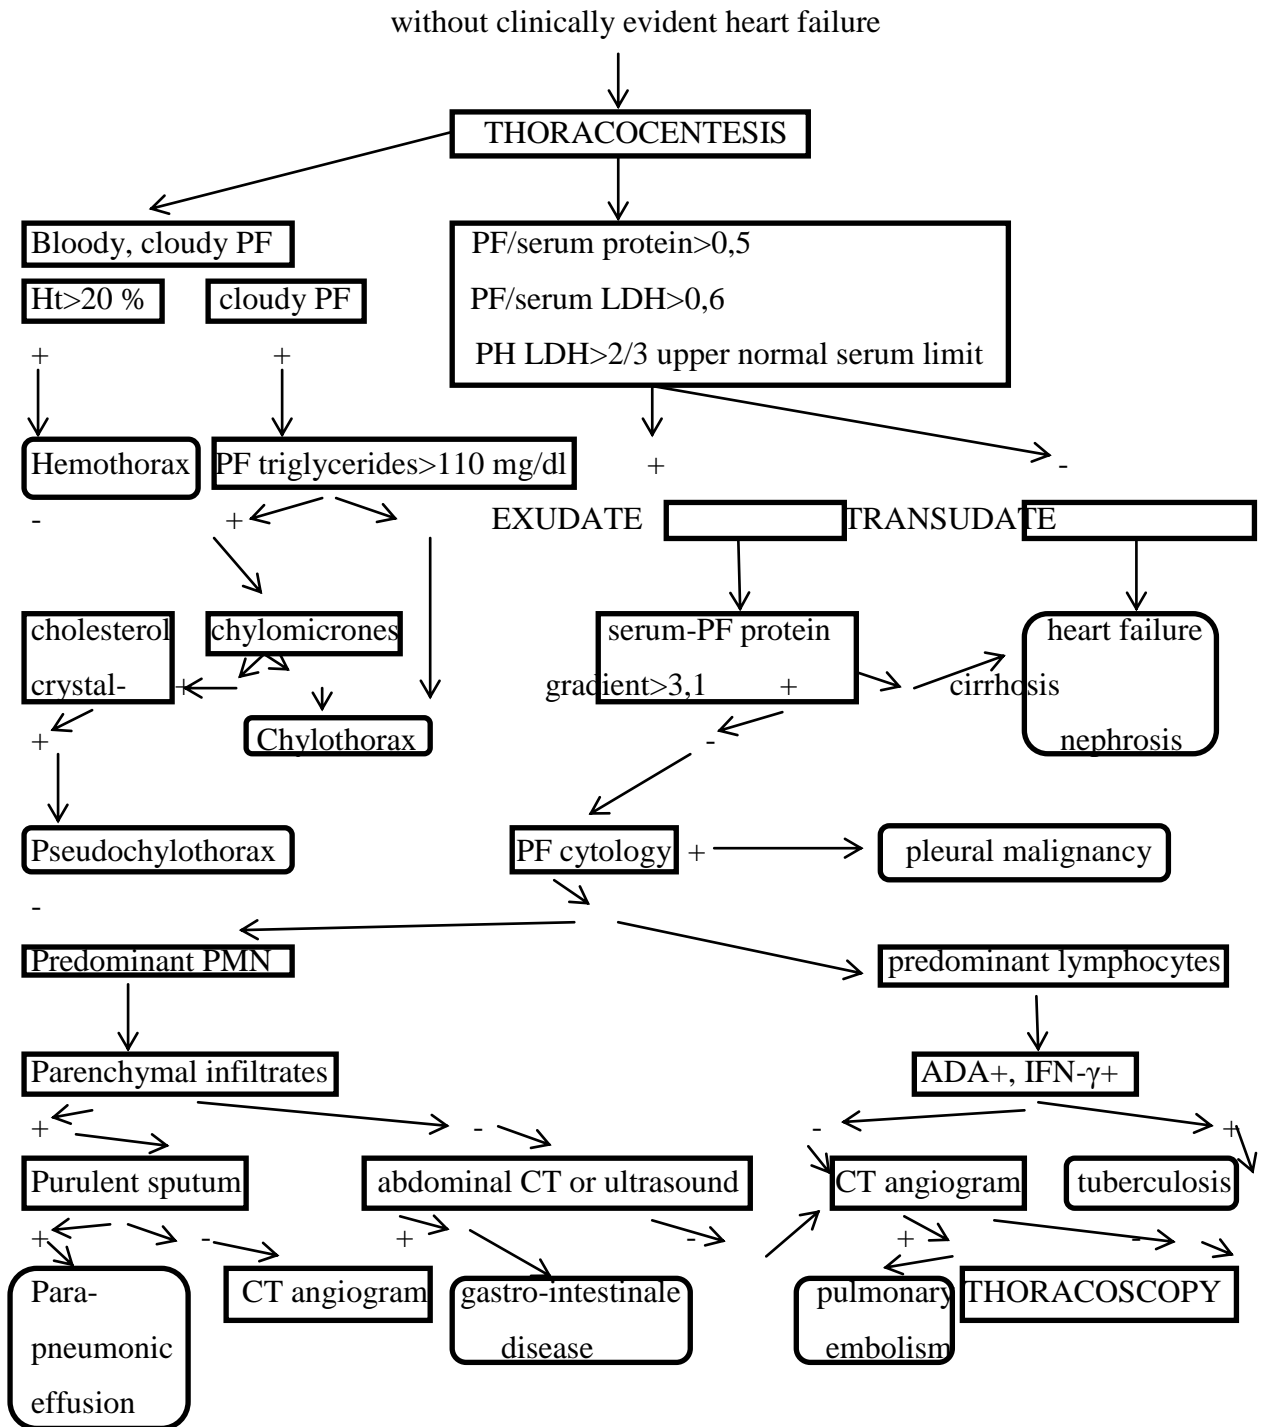 without clinically evident heart failure
THORACOCENTESIS
Bloody, cloudy PF
PF/serum protein>0,5
Ht>20 %
cloudy PF
PF/serum LDH>0,6
+
+
PH LDH>2/3 upper normal serum limit
Hemothorax
PF triglycerides>110 mg/dl
+
-
-
+
EXUDATE
TRANSUDATE
cholesterol
chylomicrones
serum-PF protein
heart failure
crystal-
+
gradient>3,1
+
cirrhosis
+
Chylothorax
-
nephrosis
Pseudochylothorax
PF cytology
+
pleural malignancy
-
Predominant PMN
predominant lymphocytes
Parenchymal infiltrates
ADA+, IFN-γ+
+
-
-
+
Purulent sputum
abdominal CT or ultrasound
CT angiogram
tuberculosis
+
-
+
-
+
-
Para-
CT angiogram
gastro-intestinale
pulmonary
THORACOSCOPY
pneumonic
disease
embolism
effusion